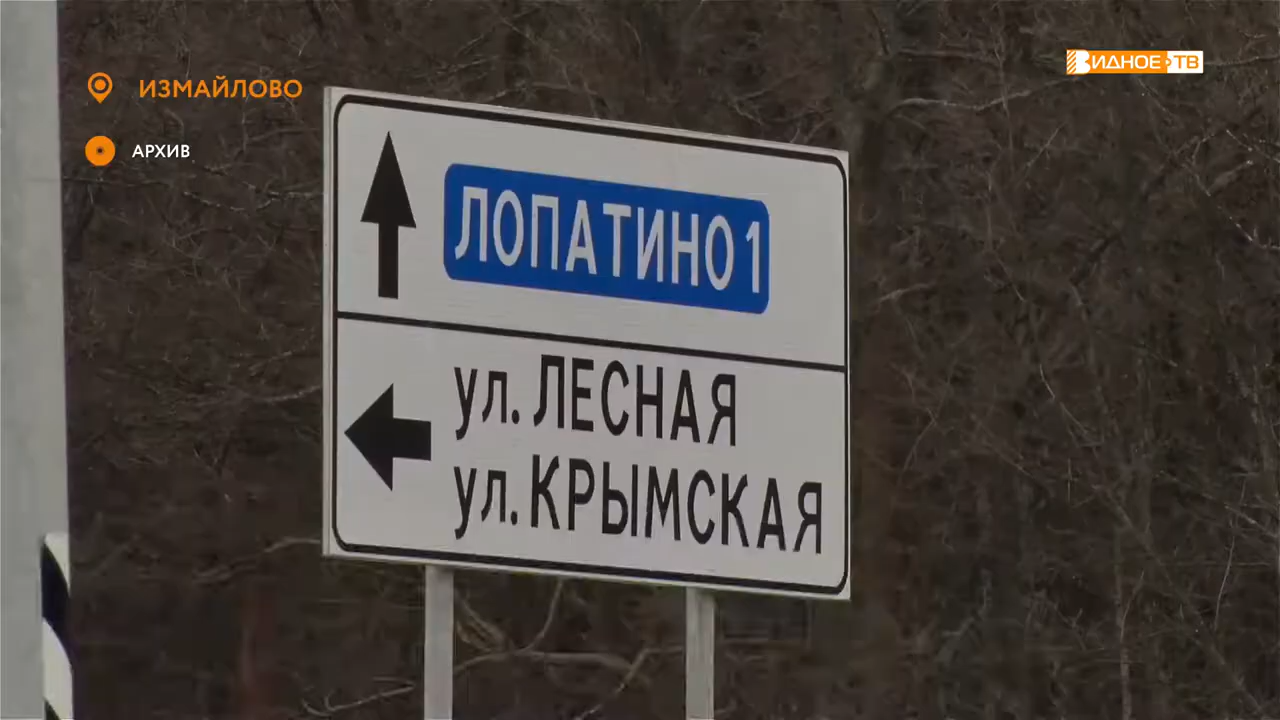 ИЗМАЙЛОВО
ВИДНОЕ ТВ
АРХИВ
ЛОПАТИНО 1
ул. ЛЕСНАЯ
ул. КРЫМСКАЯ